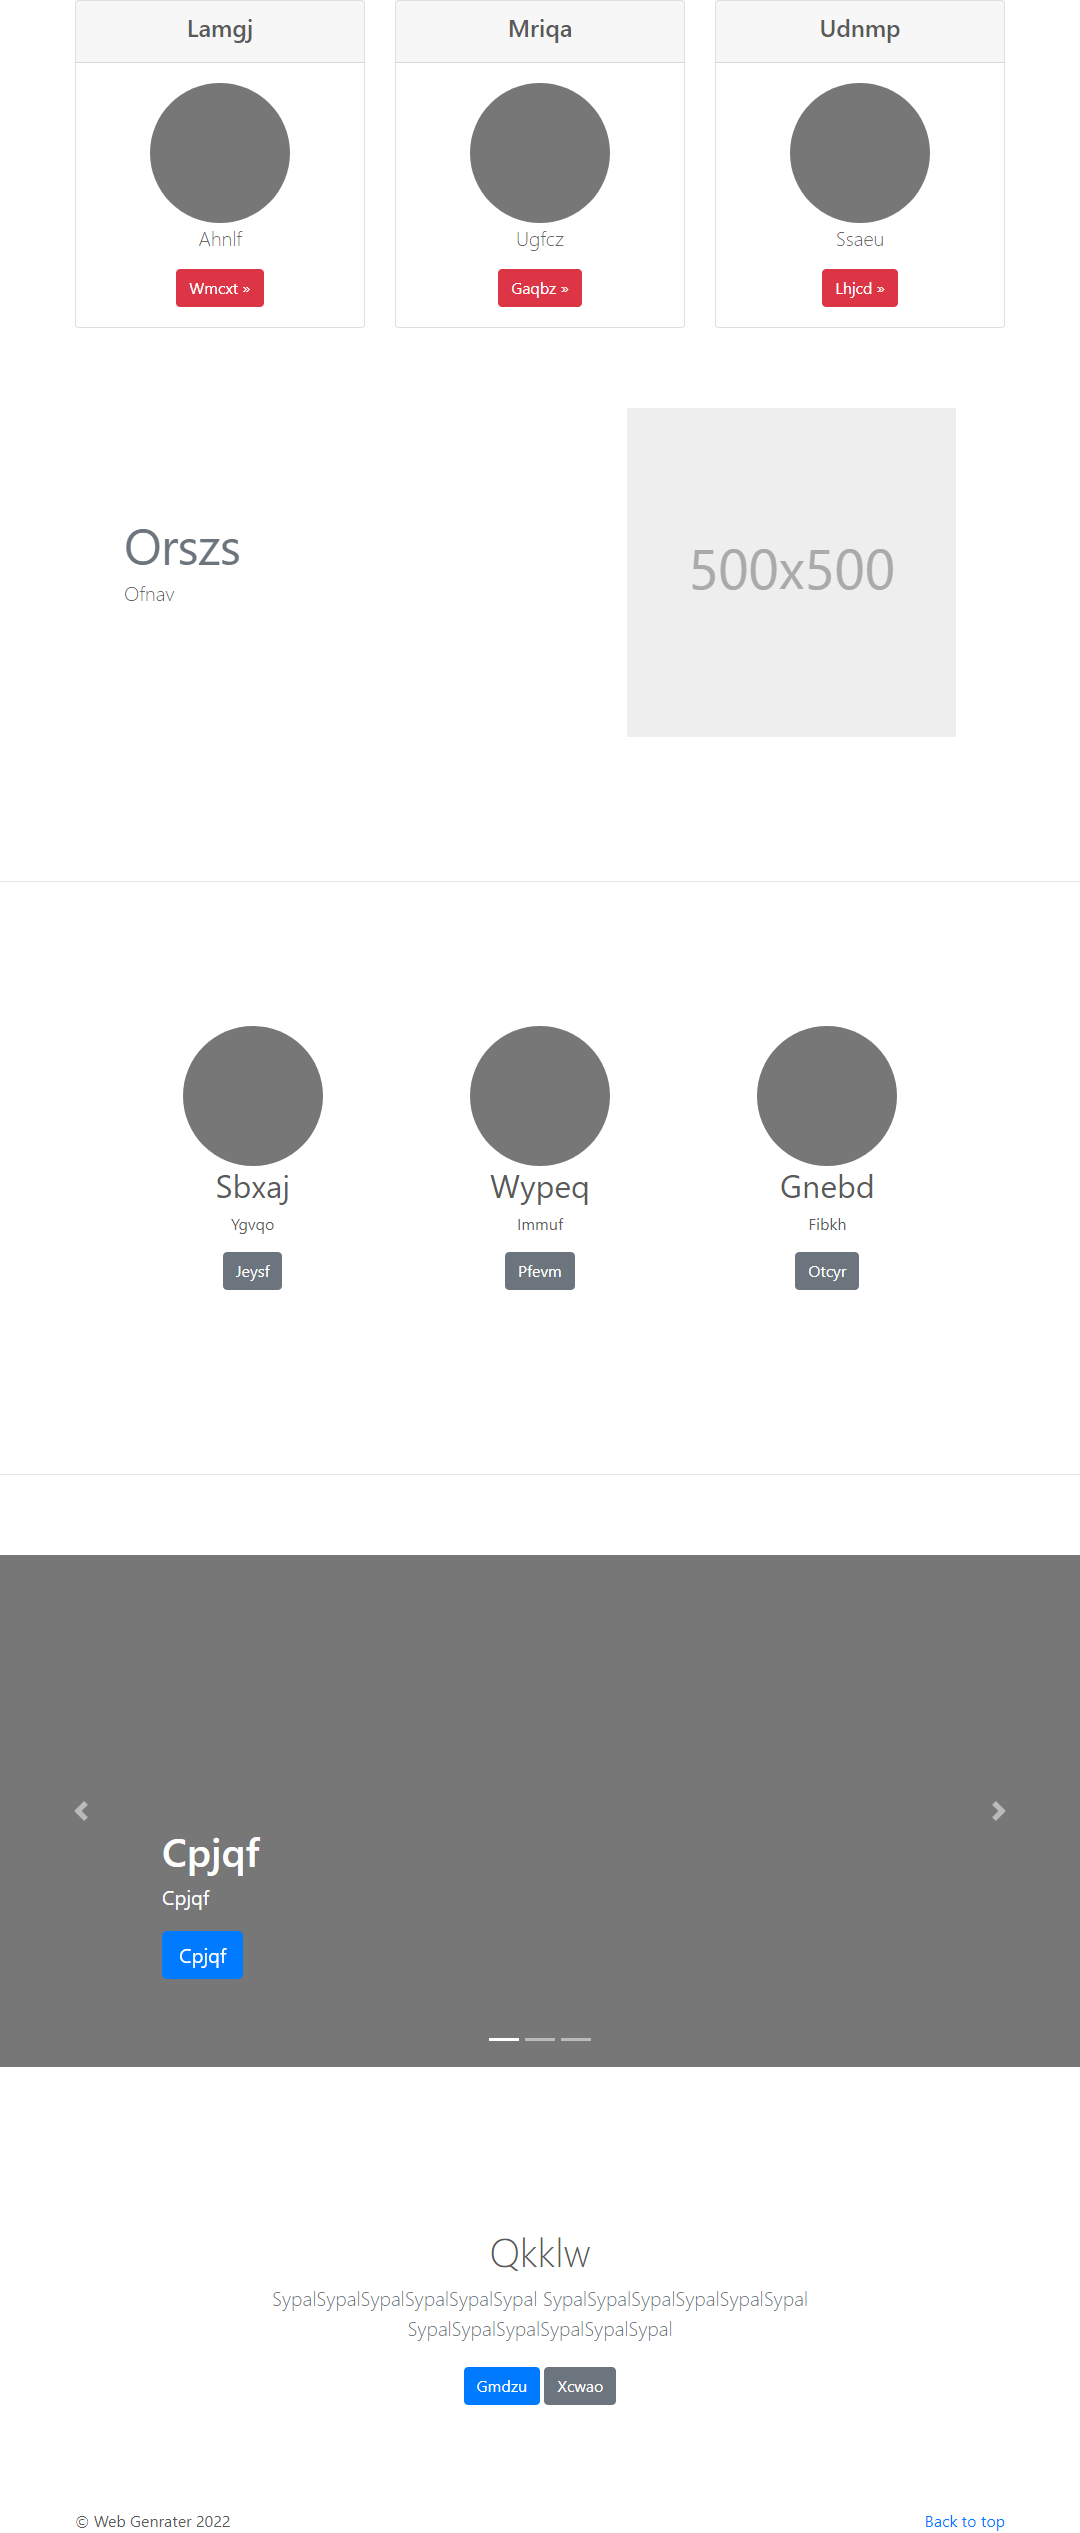 Lamgj
Mriqa
Udnmp
Ahnlf
Ugfcz
Ssaeu
Wmcxt »
Gaqbz »
Lhjcd »
Orszs
Ofnav
500x500
Sbxaj
Wypeq
Gnebd
Ygvqo
Immuf
Fibkh
Jeysf
Pfevm
Otcyr
Cpjqf
Cpjqf
Cpjqf
Qkklw
SypalSypalSypalSypalSypalSypal SypalSypalSypalSypalSypalSypal
SypalSypalSypalSypalSypalSypal
Gmdzu
Xcwao
© Web Genrater 2022
Back to top